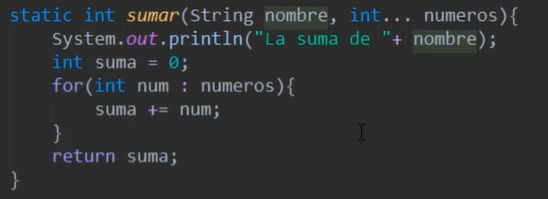 static int sumar(String nombre, int... numeros){
    System.out.println("La suma de "+ nombre);
    int suma = 0;
    for(int num : numeros){
        suma += num;
    }
    return suma;
}